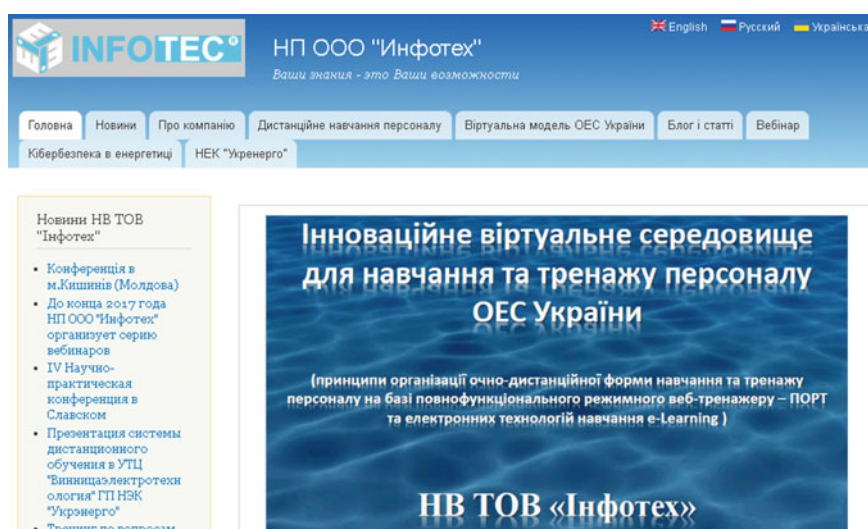 INFOTEC
НП ООО "Инфотех"
Ваши знания - это Ваши возможности
English Русский Українська
Головна Новини Про компанію Дистанційне навчання персоналу Віртуальна модель ОЕС України Блог і статті Вебінар
Кібербезпека в енергетиці НЕК "Укренерго"
Новини НВ ТОВ
"Інфотех"
Конференція в
м.Кишинів (Молдова)
До конца 2017 года
НП ООО "Инфотех"
организует серию
вебинаров
IV Научно-
практическая
конференция в
Славском
Презентация системы
дистанционного
обучения в УТЦ
"Винницаэлектротехн
ология" ГП НЭК
"Укрэнерго"
Тренинг по вопросам
Інноваційне віртуальне середовище
для навчання та тренажу персоналу
ОЕС України
(принципи організації очно-дистанційної форми навчання та тренажу
персоналу на базі повнофункціонального режимного веб-тренажеру – ПОРТ
та електронних технологій навчання e-Learning )
НВ ТОВ «Інфотех»